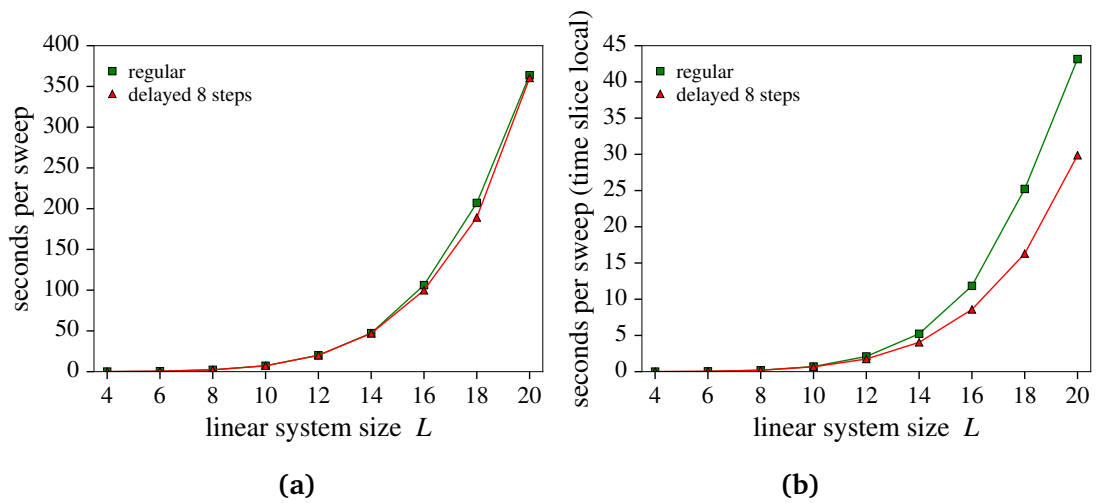 400
350
300
250
200
150
100
50
0
seconds per sweep
regular
delayed 8 steps
4 6 8 10 12 14 16 18 20
linear system size L
(a)
45
40
35
30
25
20
15
10
5
0
seconds per sweep (time slice local)
regular
delayed 8 steps
4 6 8 10 12 14 16 18 20
linear system size L
(b)